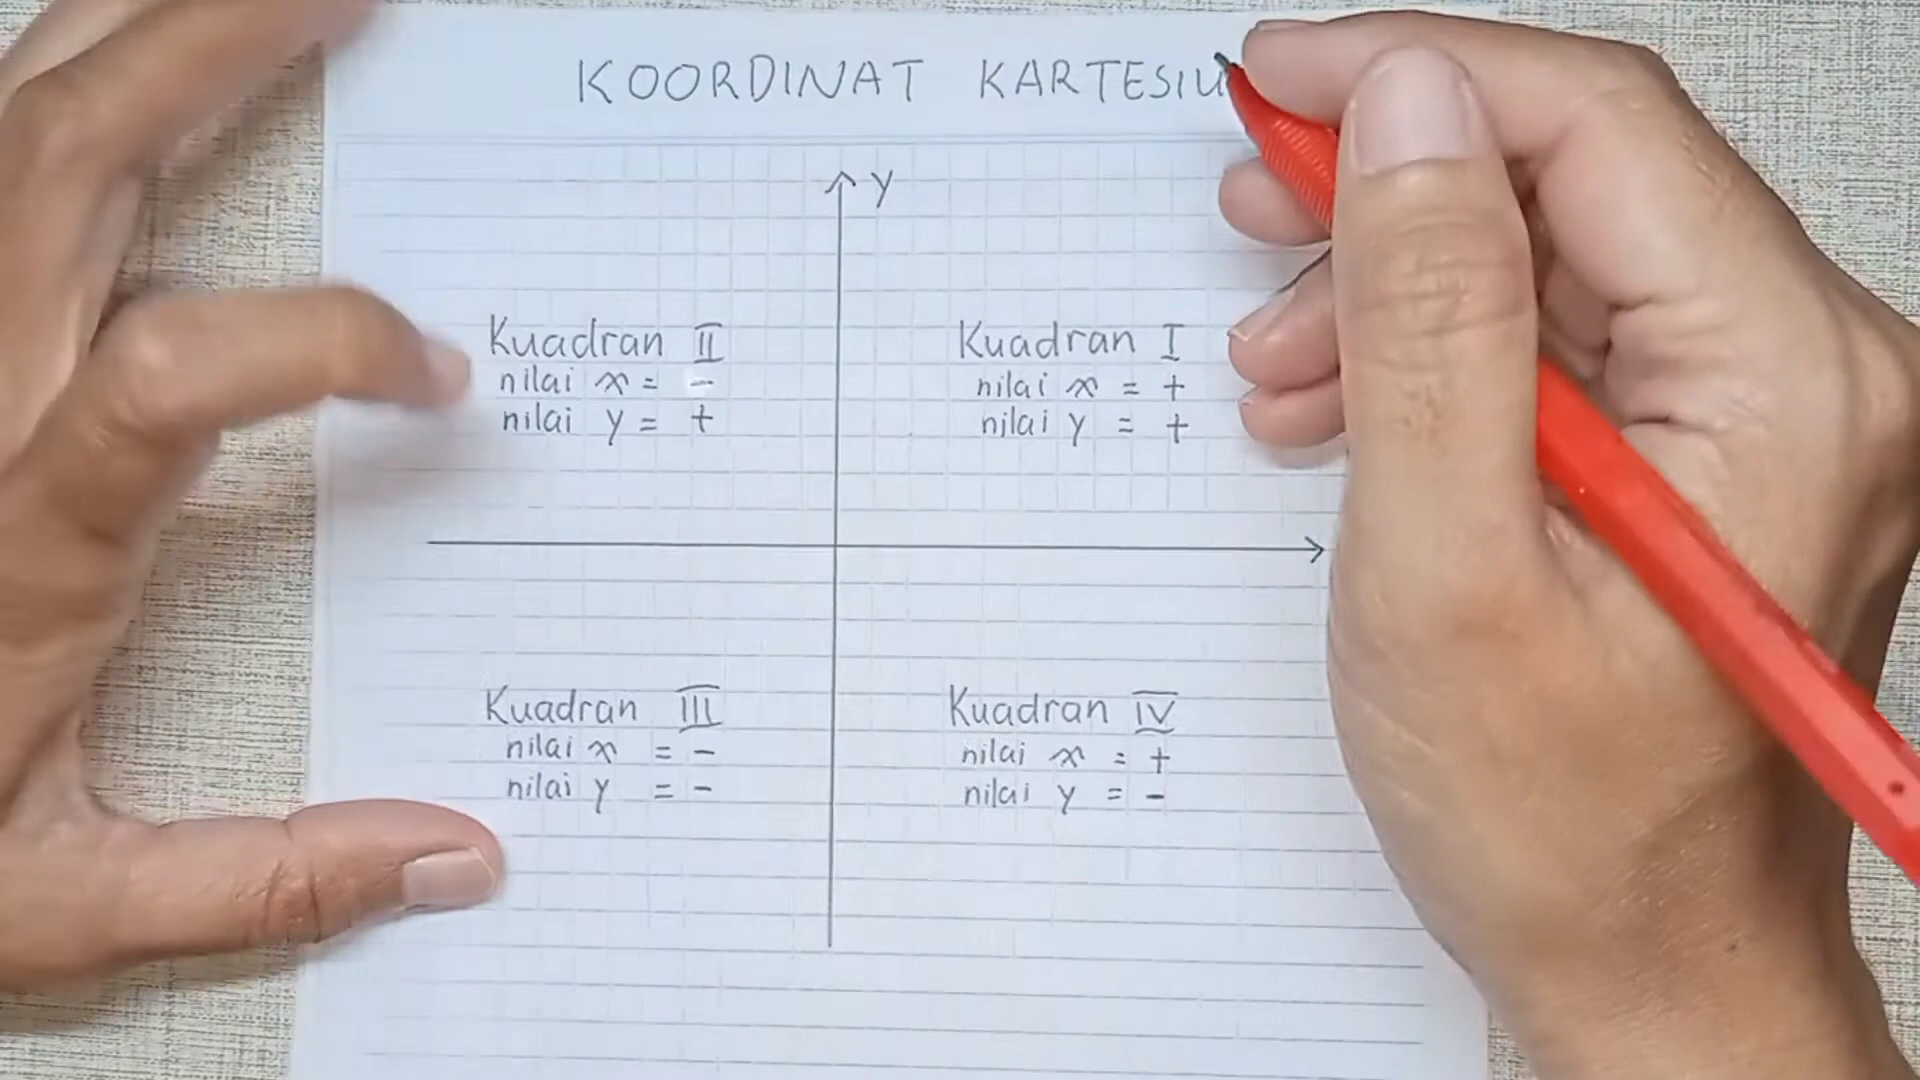 KOORDINAT KARTESIU
y
Kuadran II
nilai x = -
nilai y = +
Kuadran I
nilai x = +
nilai y = +
Kuadran III
nilai x = -
nilai y = -
Kuadran IV
nilai x = +
nilai y = -